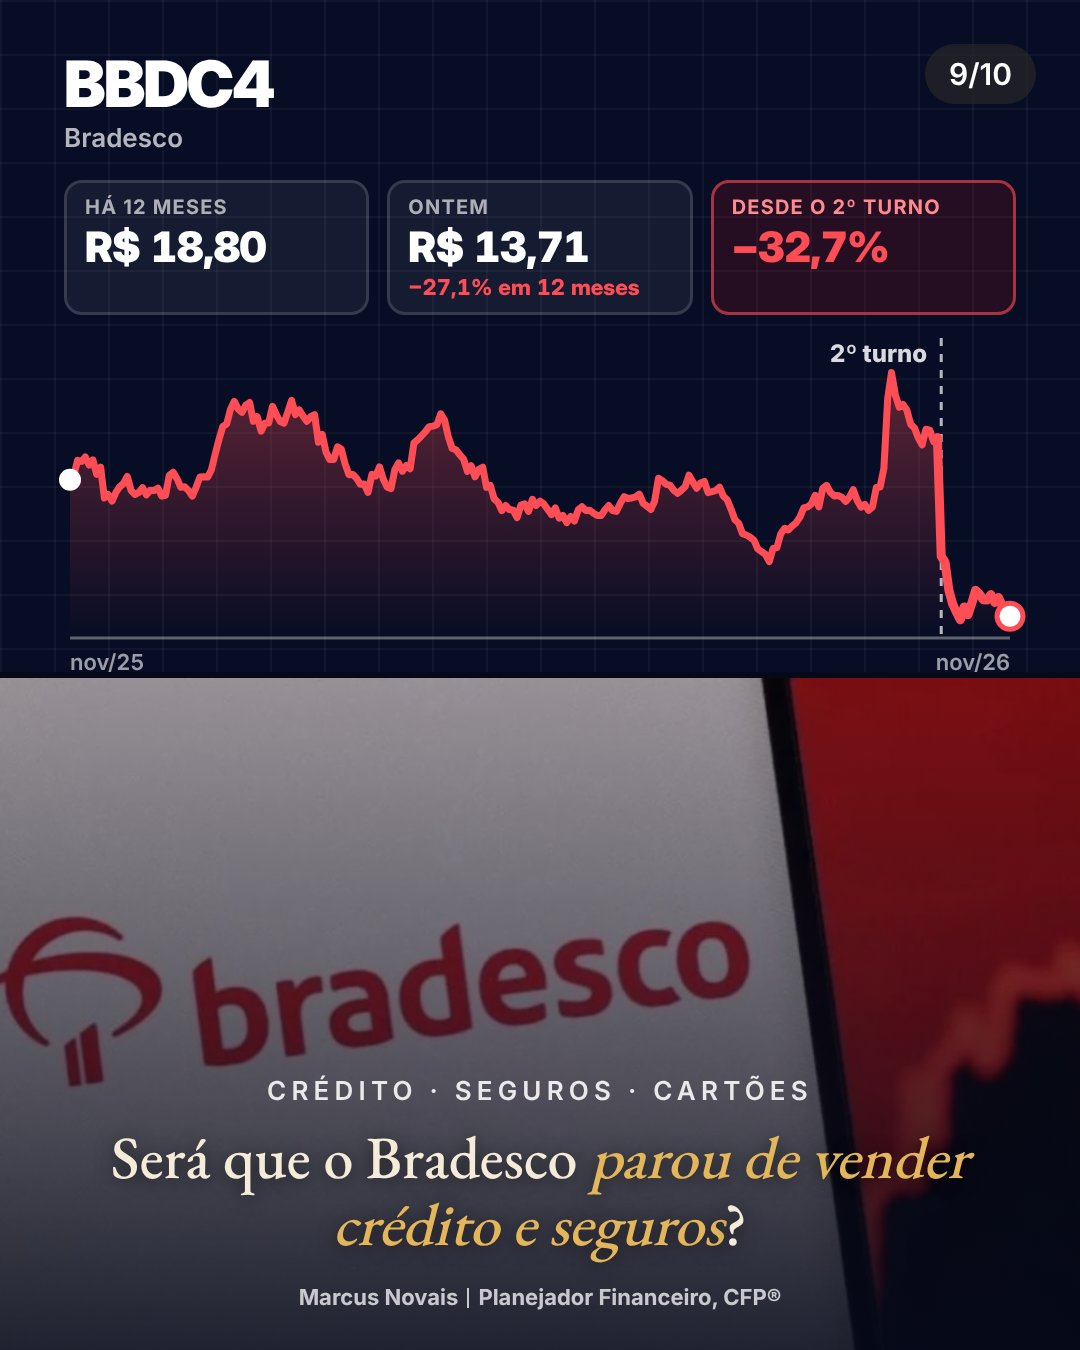 BBDC4
9/10
Bradesco
HÁ 12 MESES
R$ 18,80
ONTEM
R$ 13,71
−27,1% em 12 meses
DESDE O 2º TURNO
−32,7%
2º turno
nov/25
nov/26
bradesco
CRÉDITO · SEGUROS · CARTÕES
Será que o Bradesco parou de vender
crédito e seguros?
Marcus Novais | Planejador Financeiro, CFP®